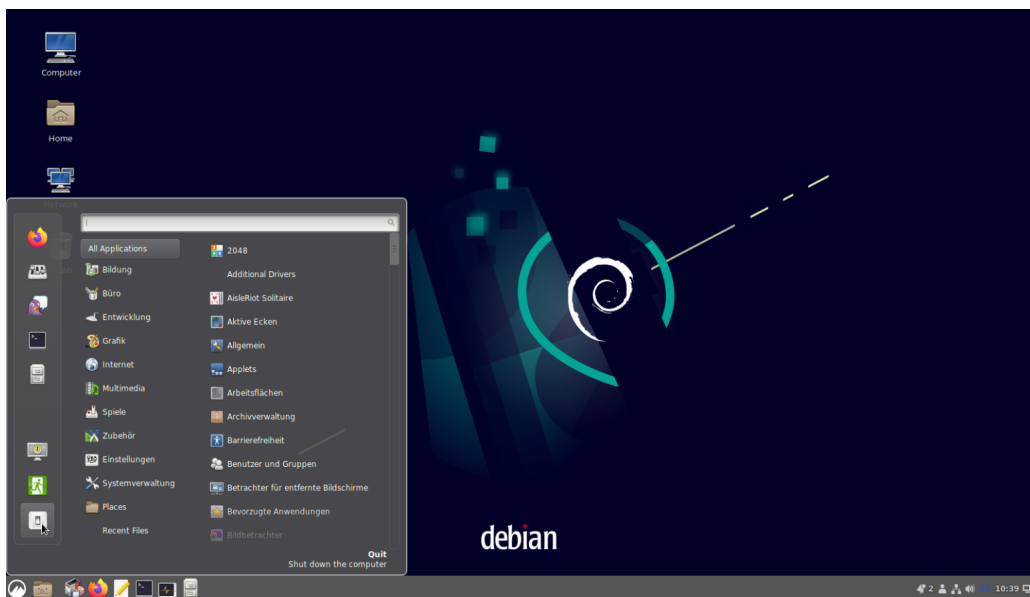 Computer
Home
Network
All Applications
Bildung
Büro
Entwicklung
Grafik
Internet
Multimedia
Spiele
Zubehör
Einstellungen
Systemverwaltung
Places
Recent Files
2048
Additional Drivers
AisleRiot Solitaire
Aktive Ecken
Allgemein
Applets
Arbeitsflächen
Archivverwaltung
Barrierefreiheit
Benutzer und Gruppen
Betrachter für entfernte Bildschirme
Bevorzugte Anwendungen
Bildbetrachter
Quit
Shut down the computer
debian
2
10:39